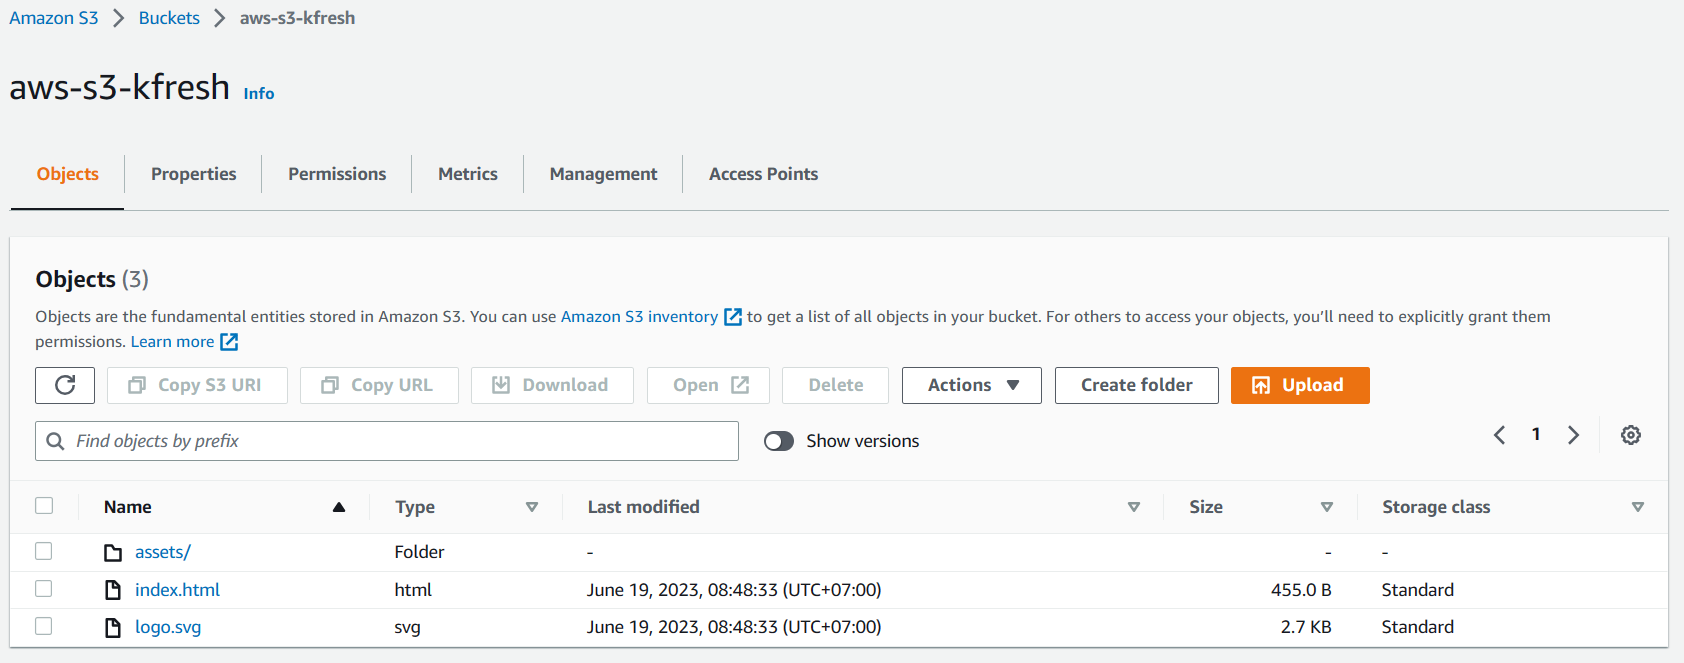 Amazon S3 > Buckets > aws-s3-kfresh
aws-s3-kfresh Info
Objects Properties Permissions Metrics Management Access Points
Objects (3)
Objects are the fundamental entities stored in Amazon S3. You can use Amazon S3 inventory to get a list of all objects in your bucket. For others to access your objects, you’ll need to explicitly grant them
permissions. Learn more
Copy S3 URI Copy URL Download Open Delete Actions Create folder Upload
Find objects by prefix Show versions 1
Name Type Last modified Size Storage class
assets/ Folder - - -
index.html html June 19, 2023, 08:48:33 (UTC+07:00) 455.0 B Standard
logo.svg svg June 19, 2023, 08:48:33 (UTC+07:00) 2.7 KB Standard